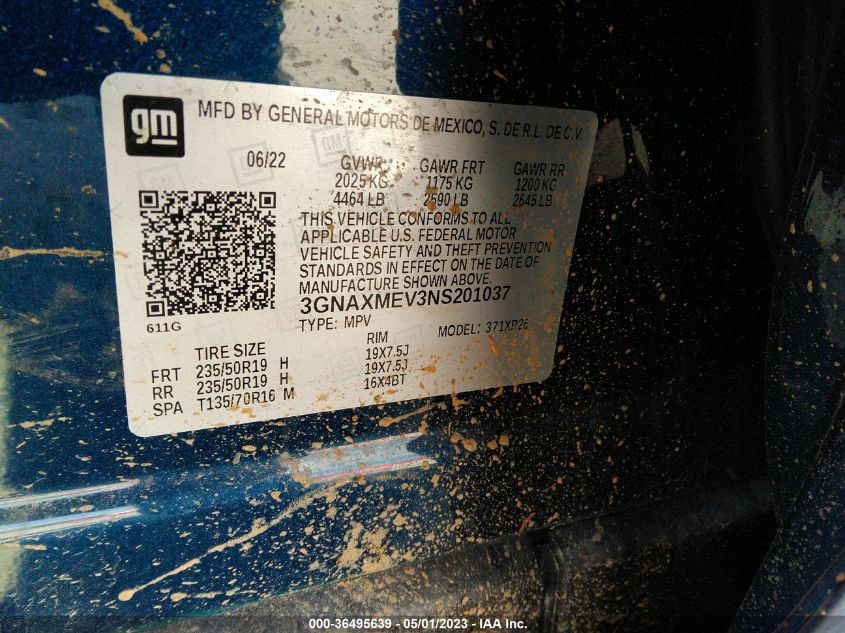 gm
MFD BY GENERAL MOTORS DE MEXICO, S. DE R.L. DE C.V.
06/22 GVWR GAWR FRT GAWR RR
2025 KG 1175 KG 1200 KG
4464 LB 2590 LB 2645 LB
THIS VEHICLE CONFORMS TO ALL
APPLICABLE U.S. FEDERAL MOTOR
VEHICLE SAFETY AND THEFT PREVENTION
STANDARDS IN EFFECT ON THE DATE OF
MANUFACTURE SHOWN ABOVE.
3GNAXMEV3NS201037
611G
TYPE: MPV MODEL: 371XR26
TIRE SIZE RIM
FRT 235/50R19 H 19X7.5J
RR 235/50R19 H 19X7.5J
SPA T135/70R16 M 16X4BT
000-36495639 - 05/01/2023 - IAA Inc.